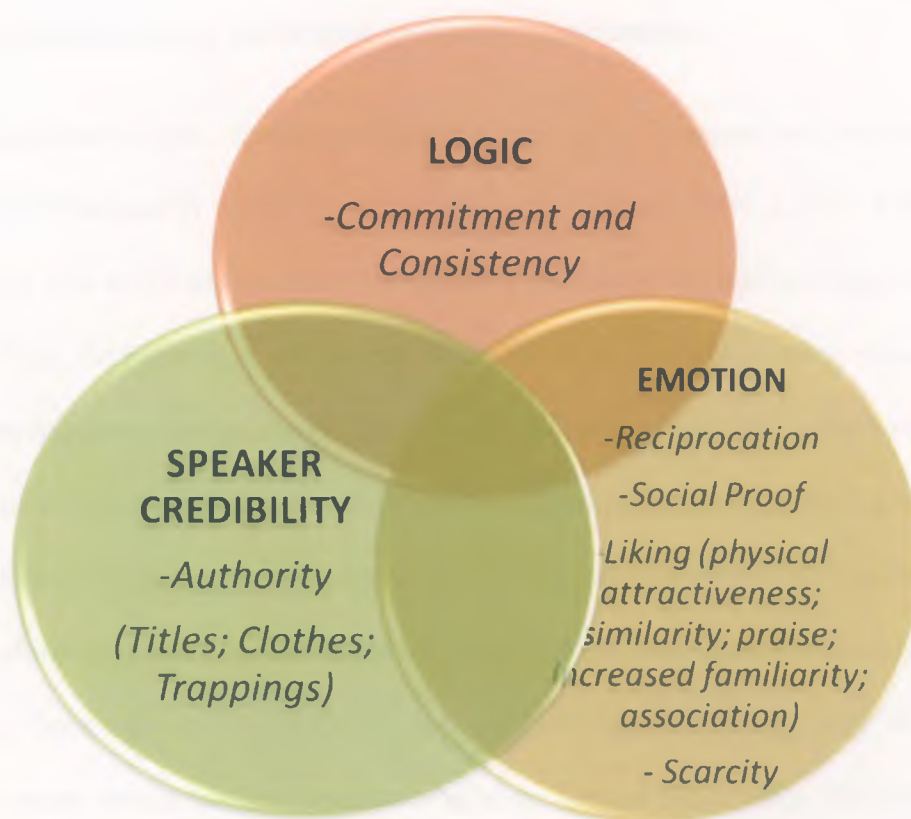 LOGIC
-Commitment and
Consistency
SPEAKER
CREDIBILITY
-Authority
(Titles; Clothes;
Trappings)
EMOTION
-Reciprocation
-Social Proof
-Liking (physical
attractiveness;
similarity; praise;
increased familiarity;
association)
- Scarcity